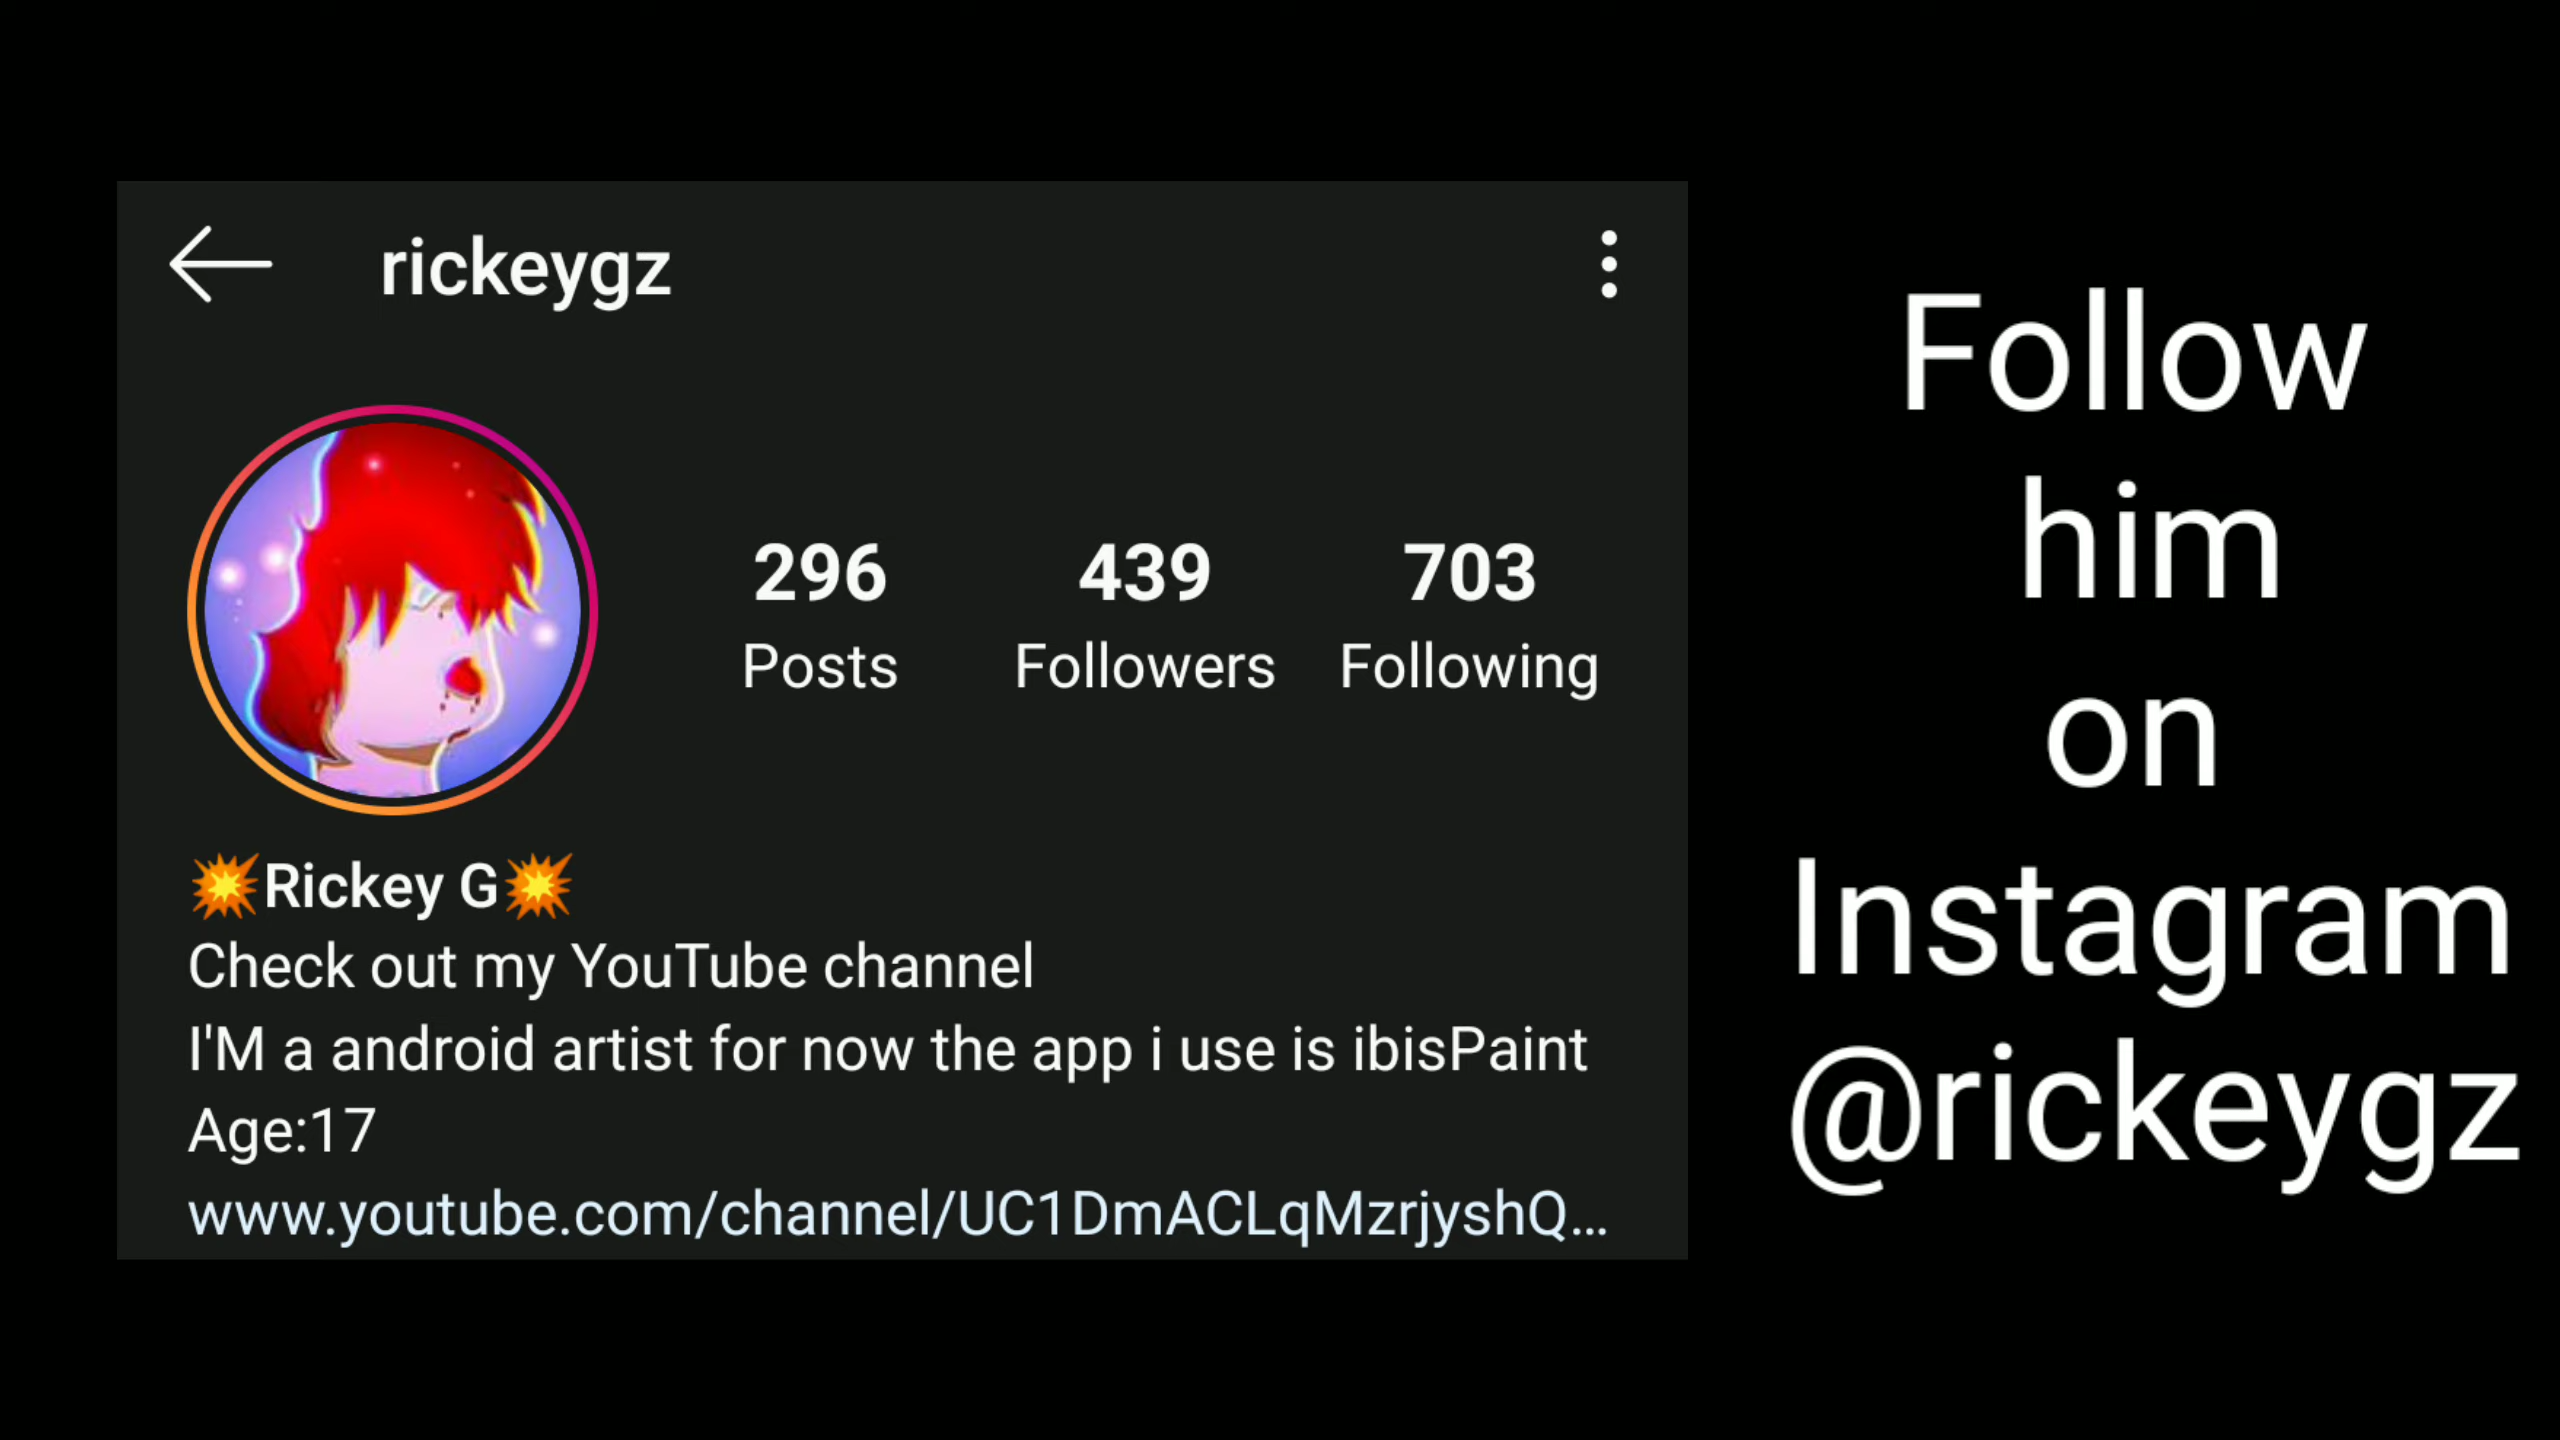 rickeygz
296 439 703
Posts Followers Following
💥Rickey G💥
Check out my YouTube channel
I'M a android artist for now the app i use is ibisPaint
Age:17
www.youtube.com/channel/UC1DmACLqMzrjyshQ...
Follow
him
on
Instagram
@rickeygz